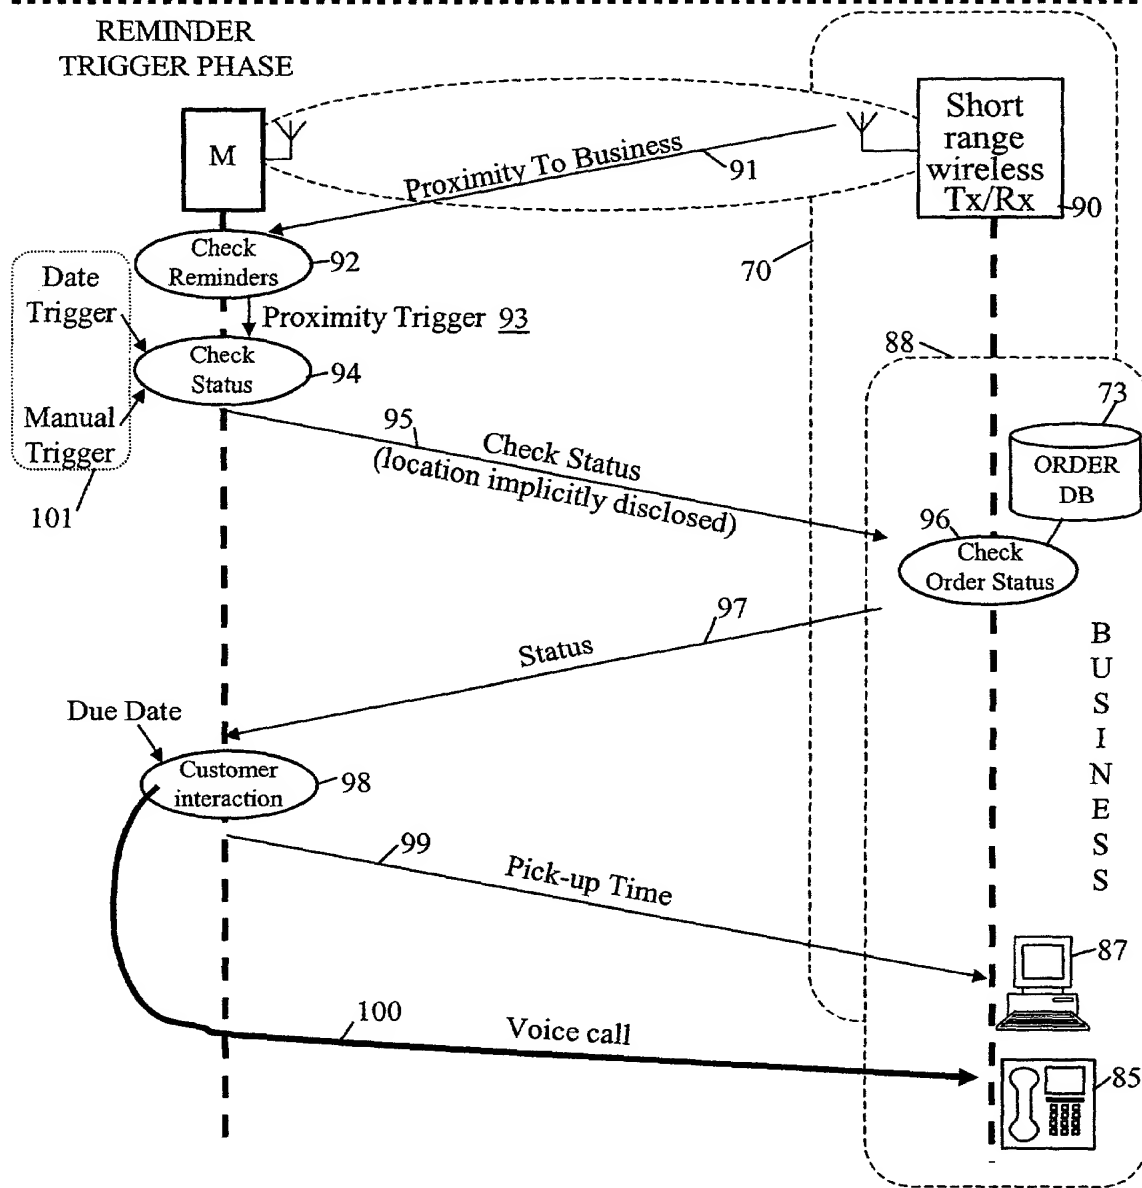 REMINDER
TRIGGER PHASE
M
Short
range
wireless
Tx/Rx
90
Proximity To Business
91
70
Check
Reminders
92
Date
Trigger
Proximity Trigger 93
Check
Status
94
88
Manual
Trigger
101
95
Check Status
(location implicitly disclosed)
73
ORDER
DB
96
Check
Order Status
97
Status
BUSINESS
Due Date
Customer
interaction
98
99
Pick-up Time
87
100
Voice call
85